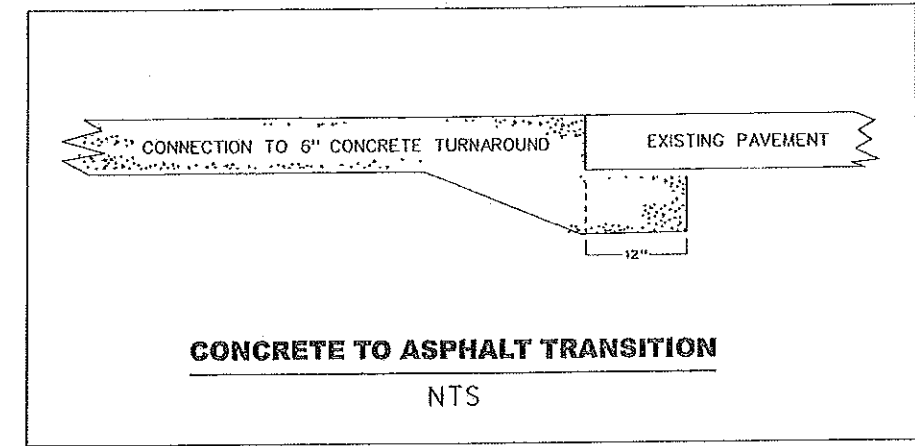 CONNECTION TO 6" CONCRETE TURNAROUND
EXISTING PAVEMENT
12"
CONCRETE TO ASPHALT TRANSITION
NTS